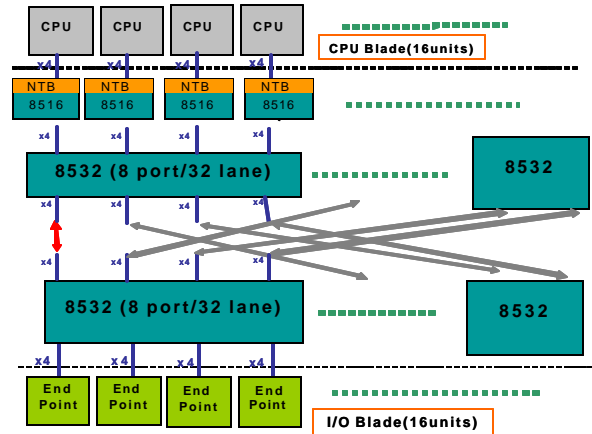 CPU CPU CPU CPU
CPU Blade(16units)
x4 x4 x4 x4
NTB NTB NTB NTB
8516 8516 8516 8516
x4 x4 x4 x4
8532 (8 port/32 lane)
8532
x4 x4 x4 x4
x4 x4 x4 x4
8532 (8 port/32 lane)
8532
x4 x4 x4 x4
End Point
End Point
End Point
End Point
I/O Blade(16units)